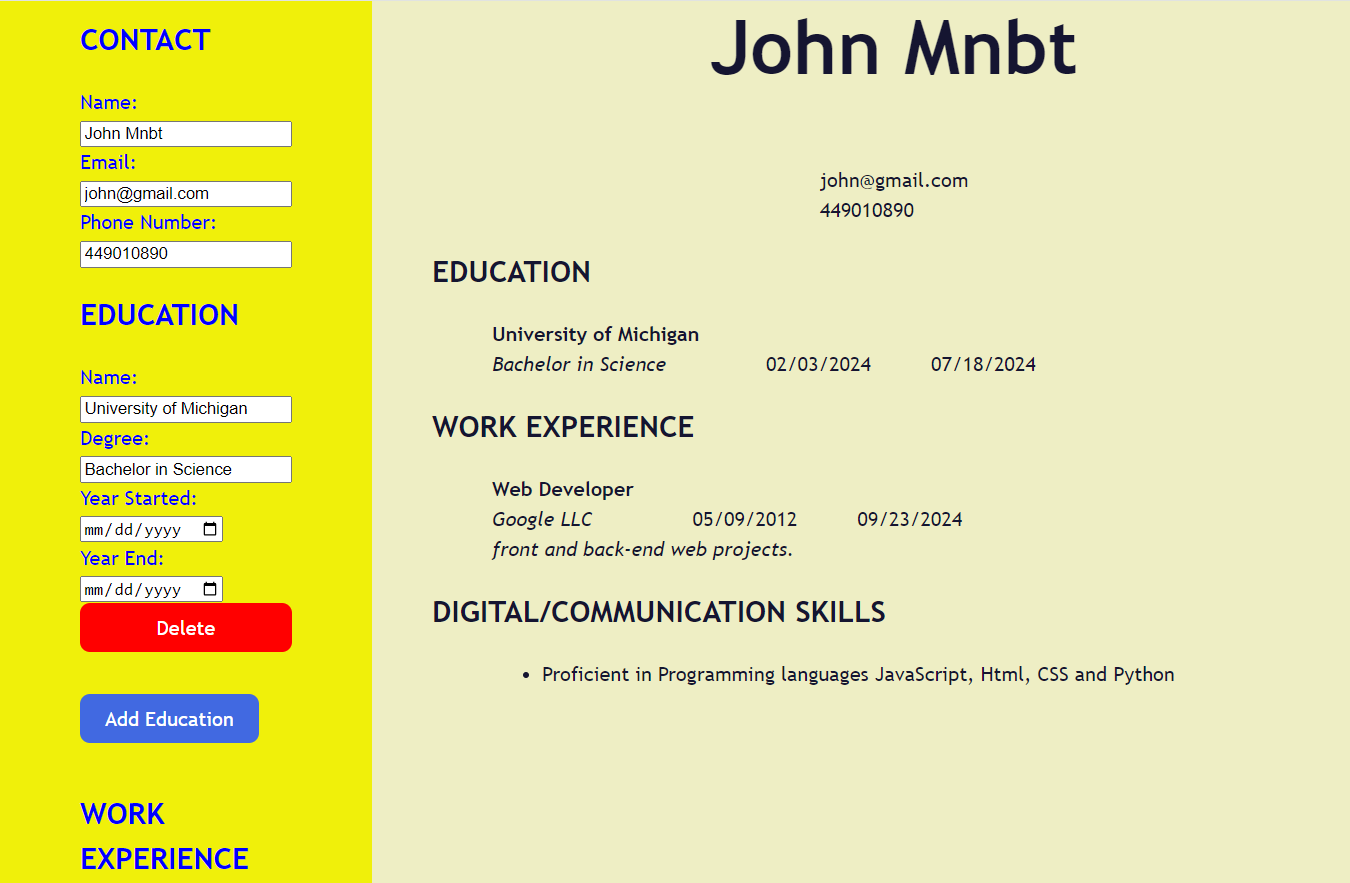 CONTACT
Name:
John Mnbt
Email:
john@gmail.com
Phone Number:
449010890
EDUCATION
Name:
University of Michigan
Degree:
Bachelor in Science
Year Started:
mm/dd/yyyy
Year End:
mm/dd/yyyy
Delete
Add Education
WORK
EXPERIENCE
John Mnbt
john@gmail.com
449010890
EDUCATION
University of Michigan
Bachelor in Science 02/03/2024 07/18/2024
WORK EXPERIENCE
Web Developer
Google LLC 05/09/2012 09/23/2024
front and back-end web projects.
DIGITAL/COMMUNICATION SKILLS
• Proficient in Programming languages JavaScript, Html, CSS and Python